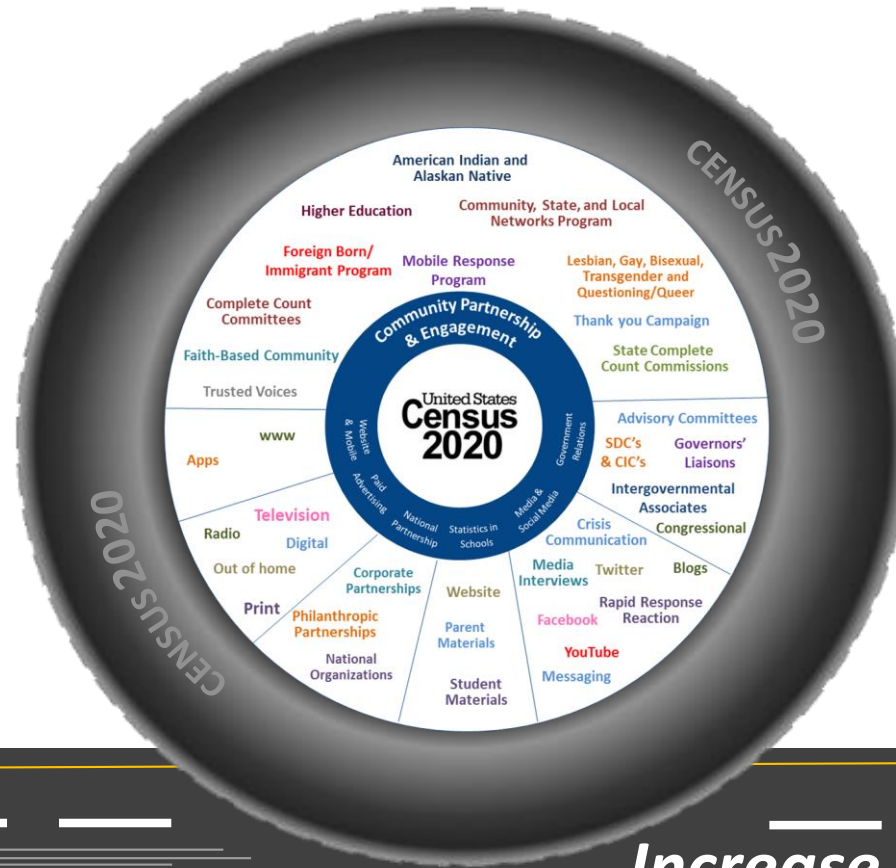 CENSUS 2020
American Indian and
Alaskan Native
Higher Education
Community, State, and Local
Networks Program
Foreign Born/
Immigrant Program
Mobile Response
Program
Lesbian, Gay, Bisexual,
Transgender and
Questioning/Queer
Complete Count
Committees
Thank you Campaign
Faith-Based Community
State Complete
Count Commissions
Trusted Voices
Community Partnership
& Engagement
United States
Census
2020
Website
& Mobile
Paid
Advertising
National
Partnership
Statistics in
Schools
Media &
Social Media
Government
Relations
www
Apps
Advisory Committees
SDC's
& CIC's
Governors'
Liaisons
Intergovernmental
Associates
Congressional
Television
Radio
Digital
Out of home
Print
Corporate
Partnerships
Philanthropic
Partnerships
National
Organizations
Website
Parent
Materials
Student
Materials
Crisis
Communication
Media
Interviews
Twitter
Blogs
Rapid Response
Reaction
Facebook
YouTube
Messaging
CENSUS 2020
Increase